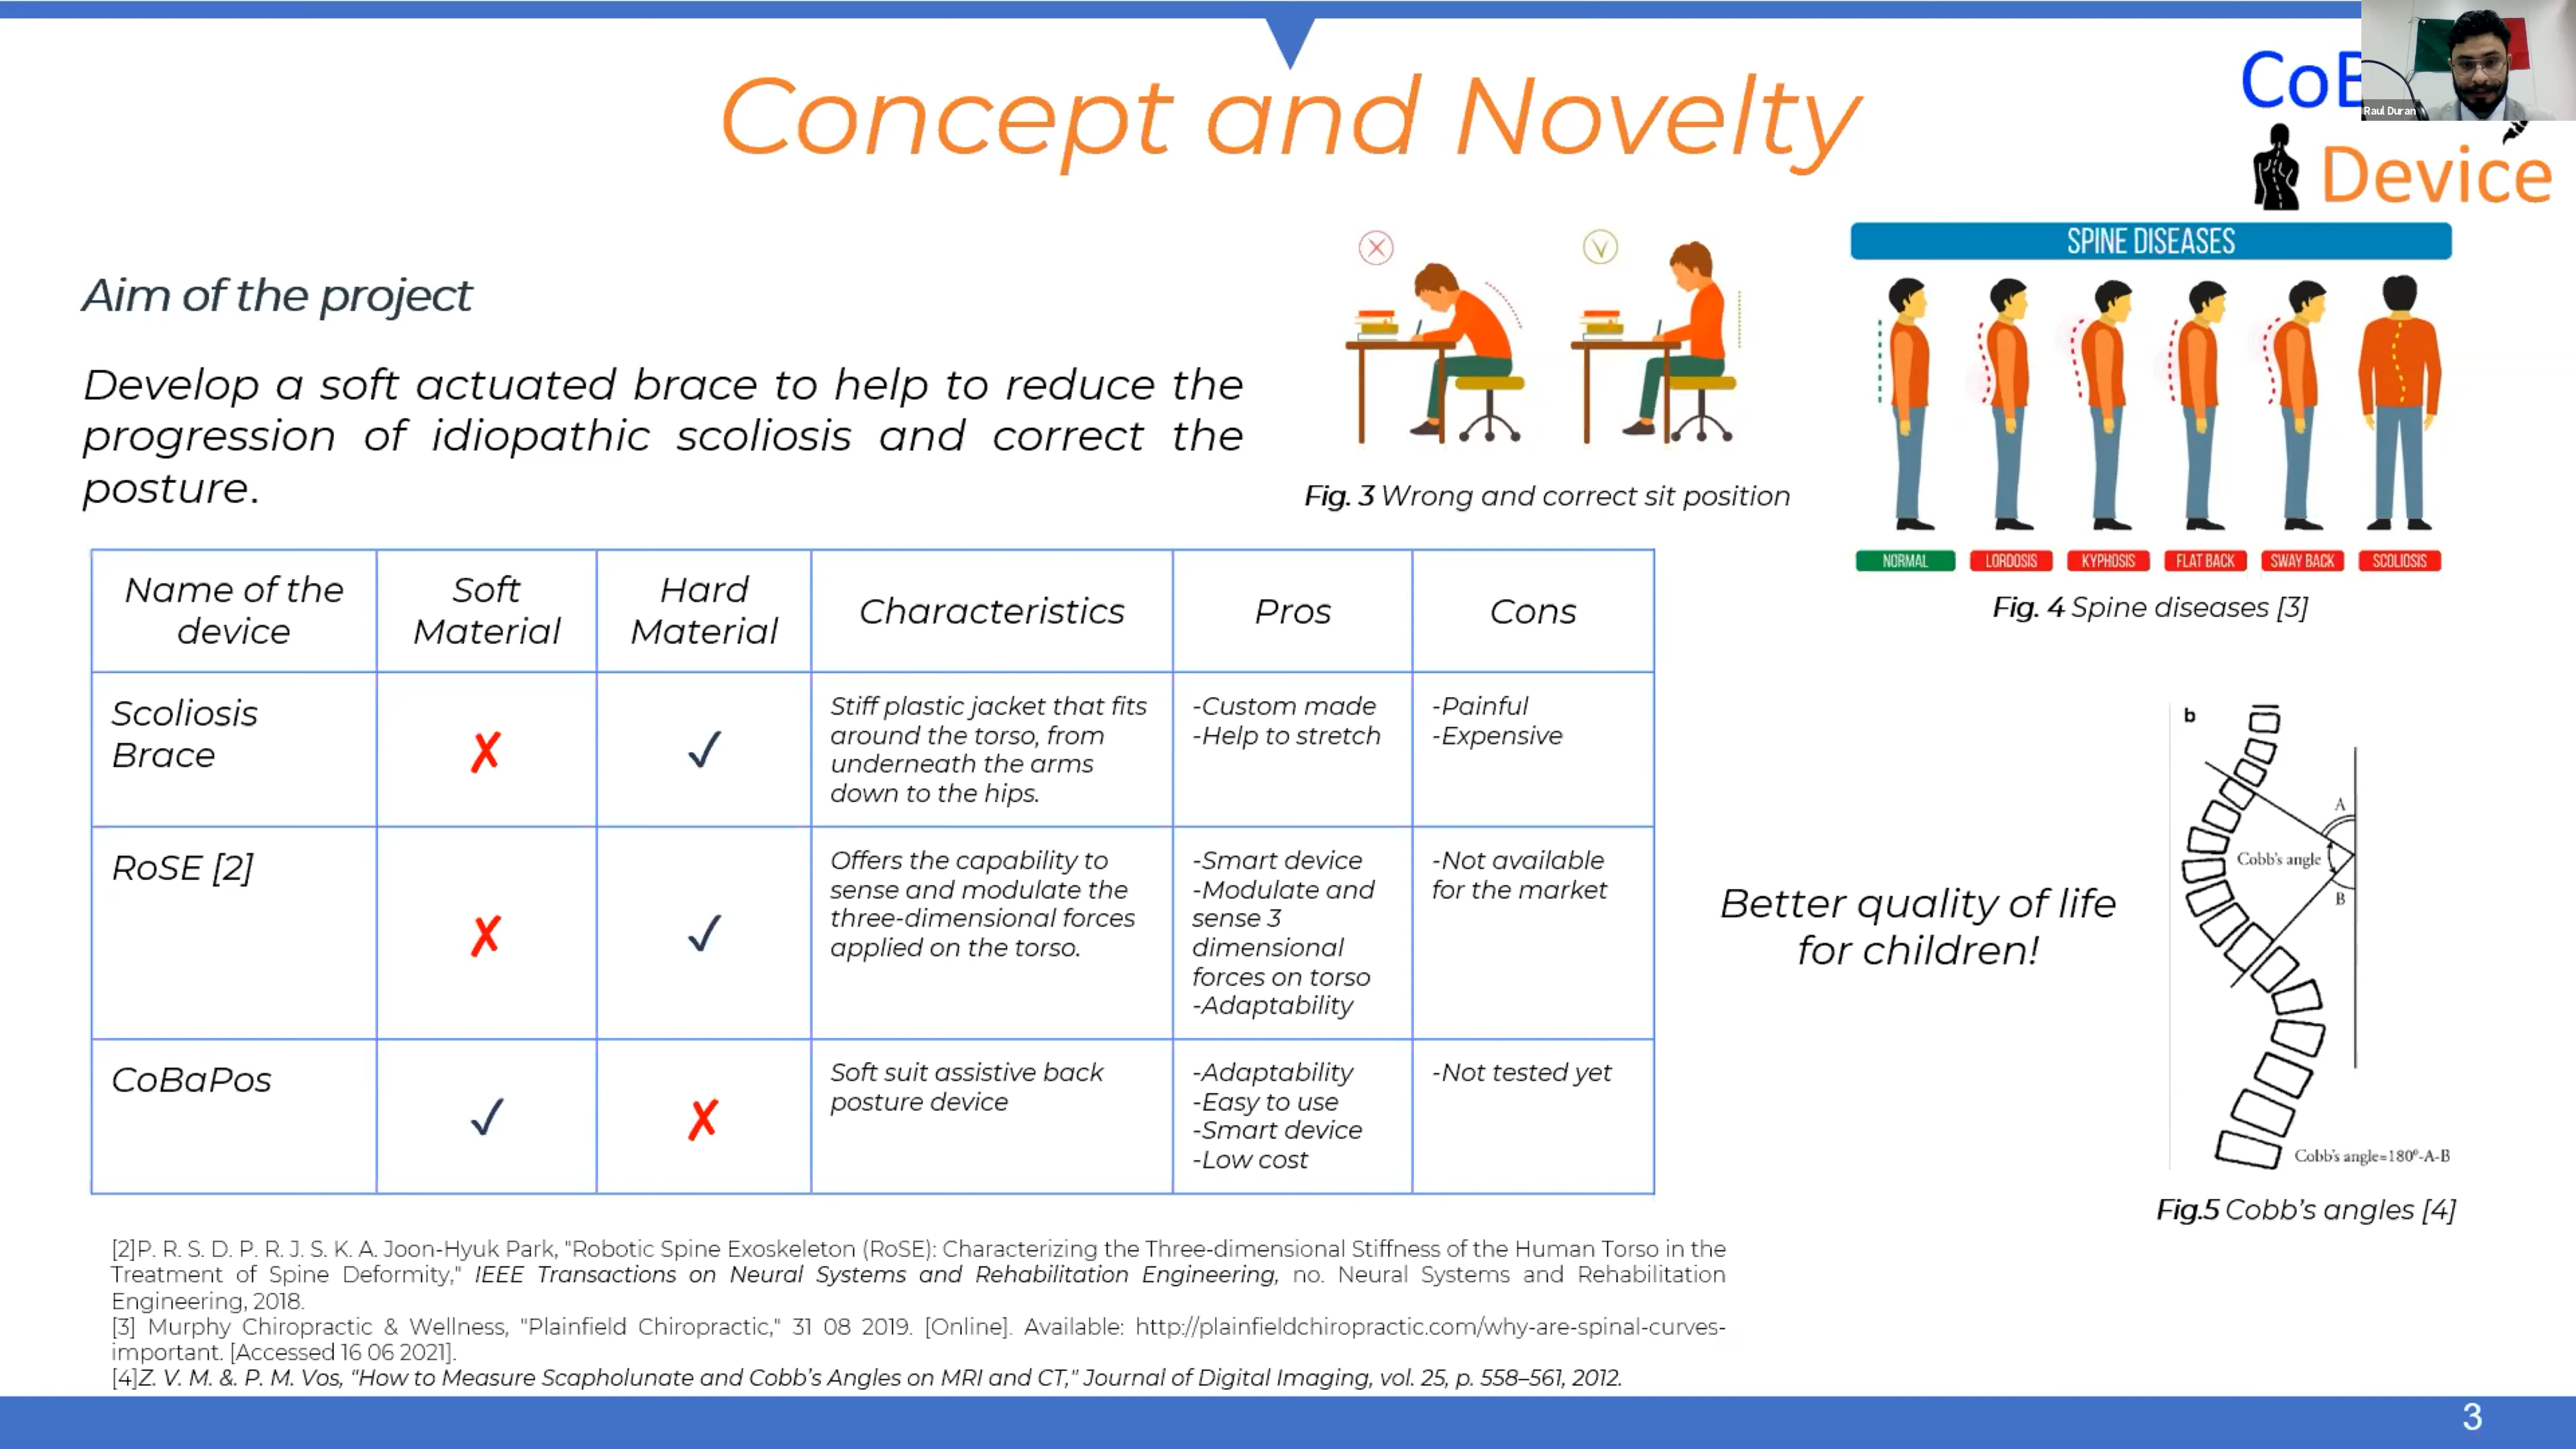 Concept and Novelty
Raul Duran
Device
Aim of the project
Develop a soft actuated brace to help to reduce the
progression of idiopathic scoliosis and correct the
posture.
Fig. 3 Wrong and correct sit position
SPINE DISEASES
NORMAL
LORDOSIS
KYPHOSIS
FLAT BACK
SWAY BACK
SCOLIOSIS
Fig. 4 Spine diseases [3]
Name of the
device
Soft
Material
Hard
Material
Characteristics
Pros
Cons
Scoliosis
Brace
✗
✓
Stiff plastic jacket that fits
around the torso, from
underneath the arms
down to the hips.
-Custom made
-Help to stretch
-Painful
-Expensive
RoSE [2]
✗
✓
Offers the capability to
sense and modulate the
three-dimensional forces
applied on the torso.
-Smart device
-Modulate and
sense 3
dimensional
forces on torso
-Adaptability
-Not available
for the market
CoBaPos
✓
✗
Soft suit assistive back
posture device
-Adaptability
-Easy to use
-Smart device
-Low cost
-Not tested yet
Better quality of life
for children!
b
A
Cobb's angle
B
Cobb's angle=180°-A-B
Fig.5 Cobb's angles [4]
[2]P. R. S. D. P. R. J. S. K. A. Joon-Hyuk Park, "Robotic Spine Exoskeleton (RoSE): Characterizing the Three-dimensional Stiffness of the Human Torso in the
Treatment of Spine Deformity," IEEE Transactions on Neural Systems and Rehabilitation Engineering, no. Neural Systems and Rehabilitation
Engineering, 2018.
[3] Murphy Chiropractic & Wellness, "Plainfield Chiropractic," 31 08 2019. [Online]. Available: http://plainfieldchiropractic.com/why-are-spinal-curves-
important. [Accessed 16 06 2021].
[4]Z. V. M. &. P. M. Vos, "How to Measure Scapholunate and Cobb's Angles on MRI and CT," Journal of Digital Imaging, vol. 25, p. 558–561, 2012.
3